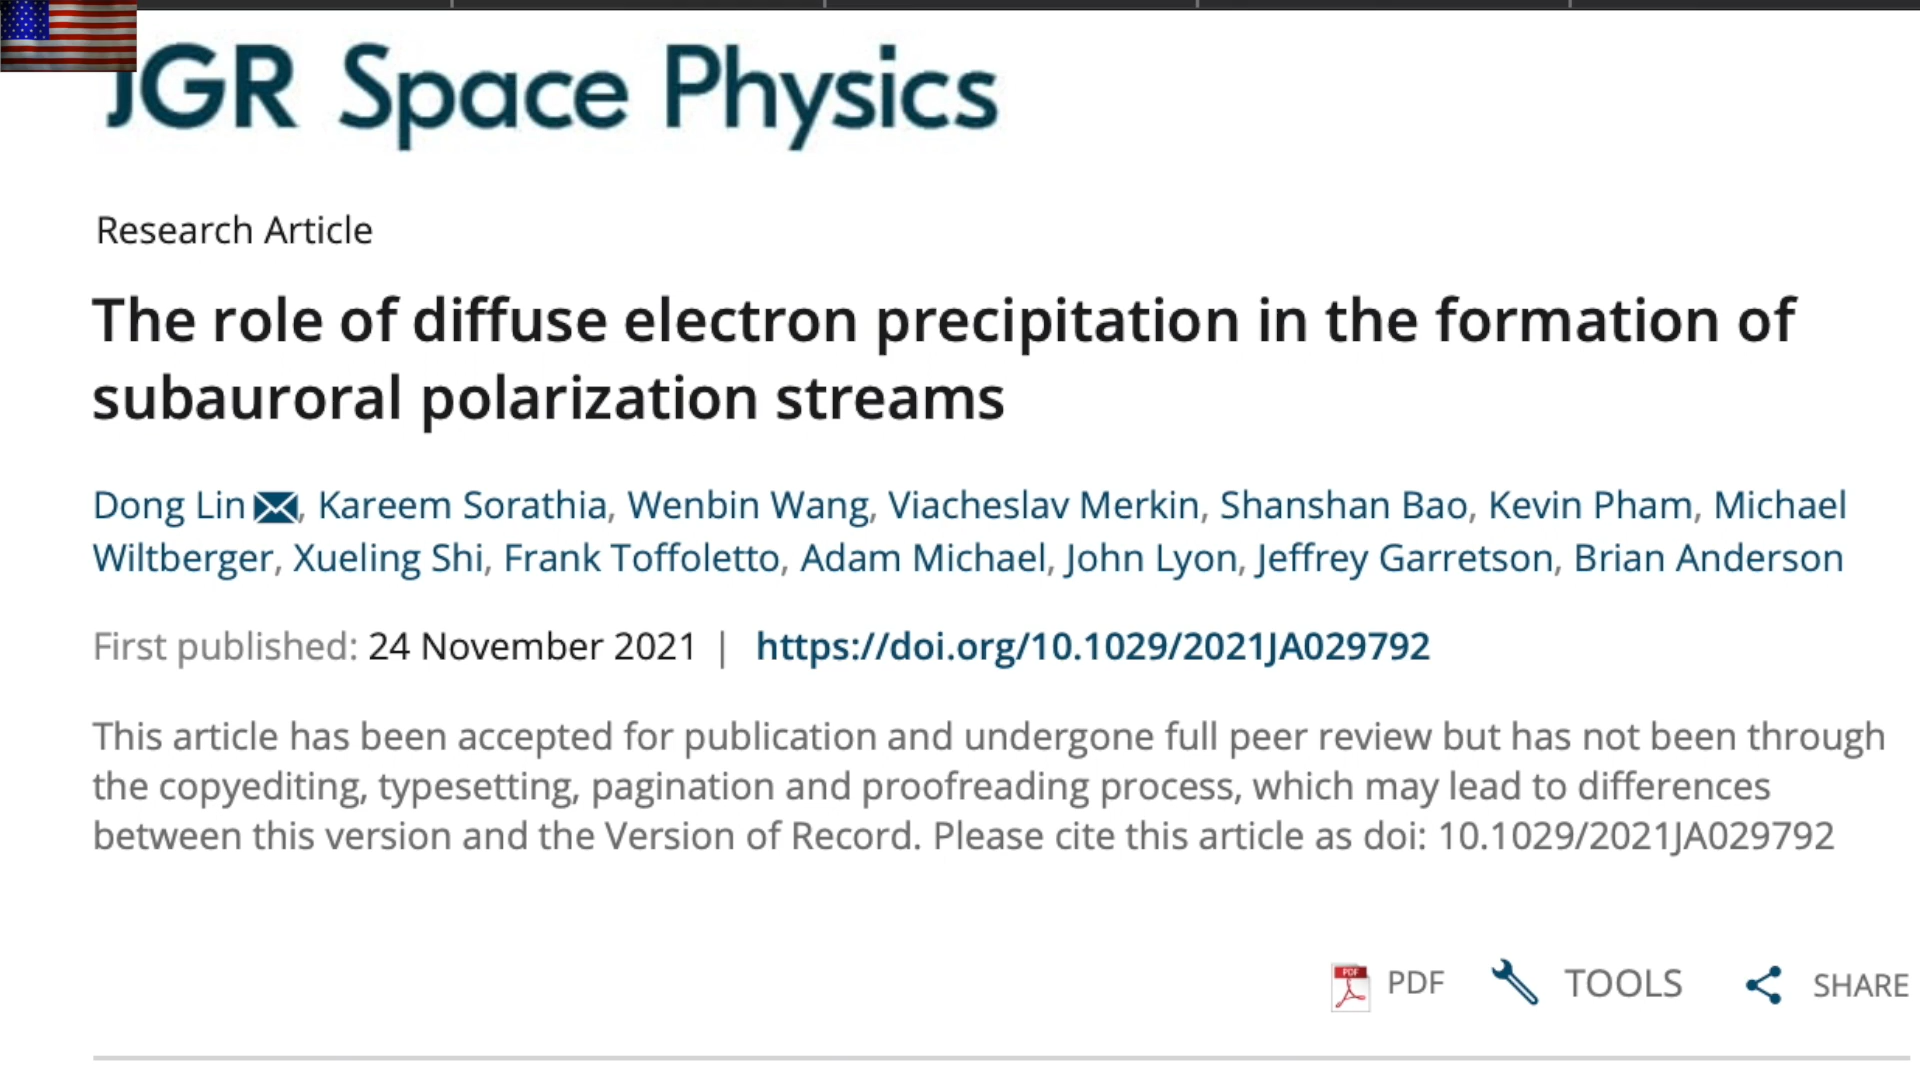 JGR Space Physics
Research Article
The role of diffuse electron precipitation in the formation of
subauroral polarization streams
Dong Lin, Kareem Sorathia, Wenbin Wang, Viacheslav Merkin, Shanshan Bao, Kevin Pham, Michael
Wiltberger, Xueling Shi, Frank Toffoletto, Adam Michael, John Lyon, Jeffrey Garretson, Brian Anderson
First published: 24 November 2021 | https://doi.org/10.1029/2021JA029792
This article has been accepted for publication and undergone full peer review but has not been through
the copyediting, typesetting, pagination and proofreading process, which may lead to differences
between this version and the Version of Record. Please cite this article as doi: 10.1029/2021JA029792
PDF PDF TOOLS SHARE